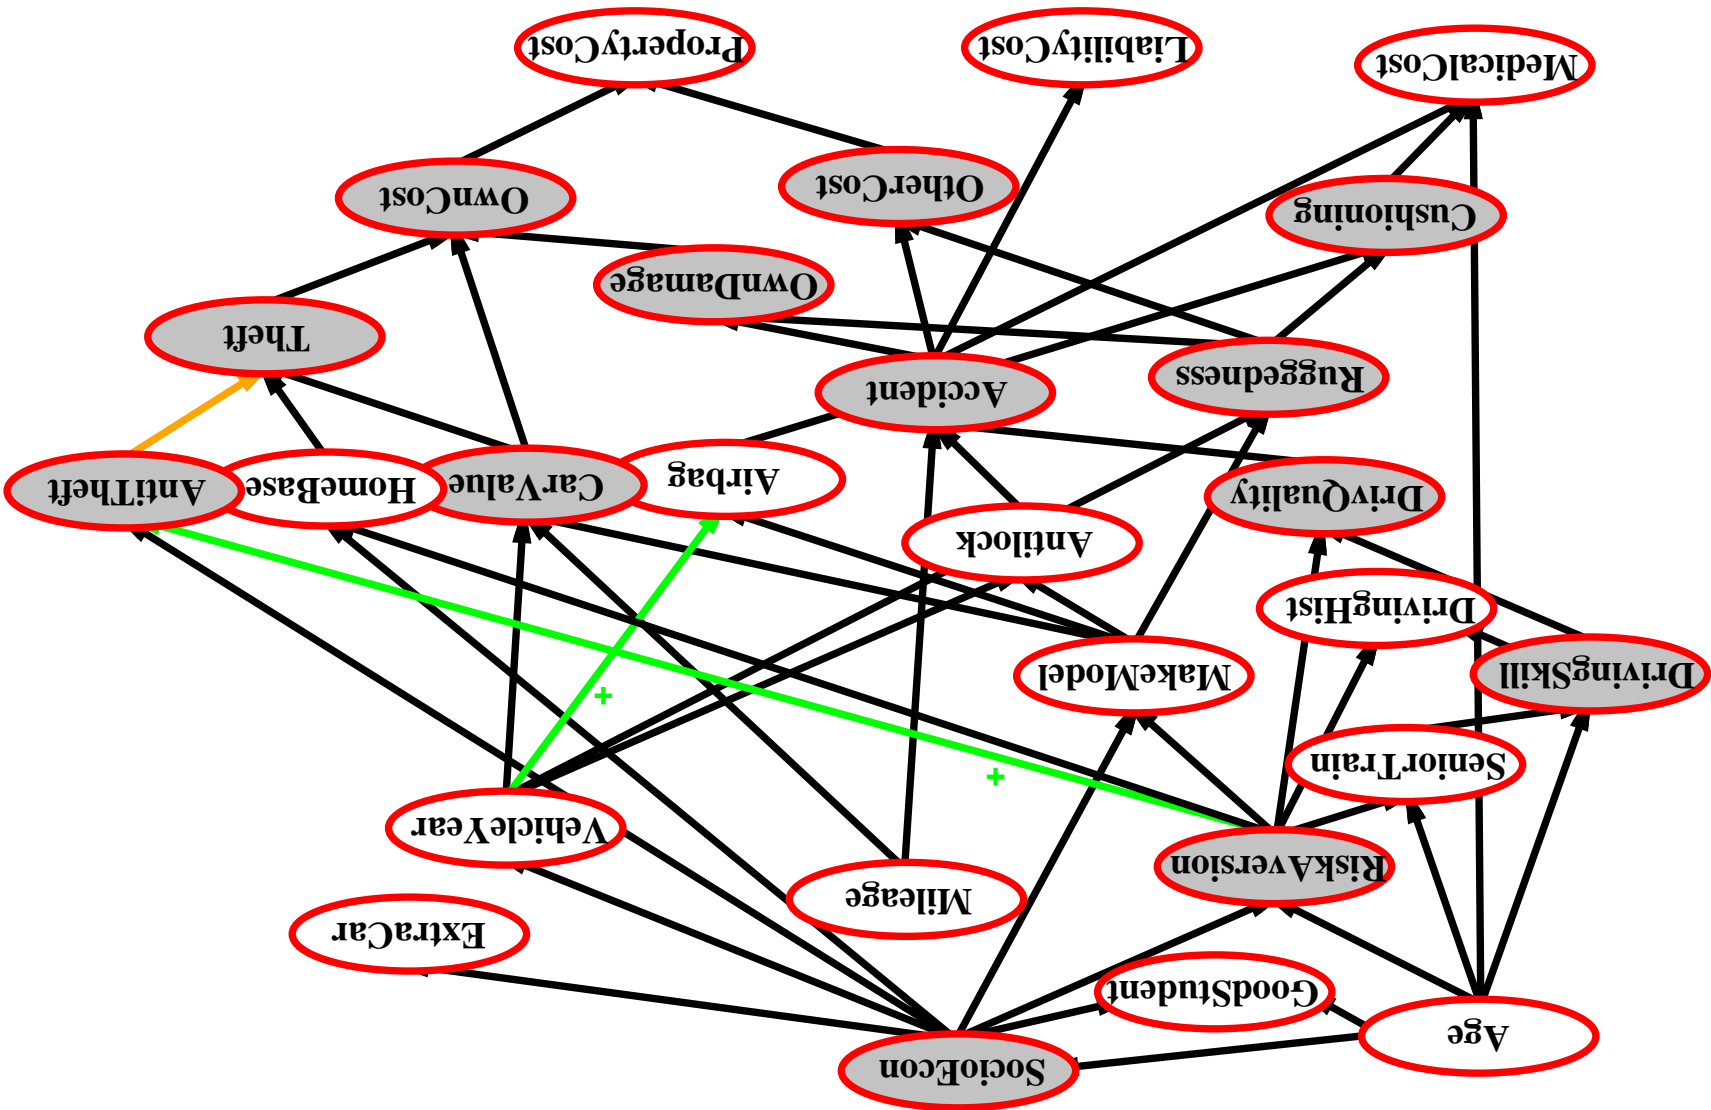 Age
SocioEcon
GoodStudent
ExtraCar
Mileage
RiskAversion
VehicleYear
+
SeniorTrain
+
DrivingSkill
MakeModel
DrivingHist
Antilock
DrivQuality
AntiTheft
HomeBase
CarValue
Airbag
Accident
Ruggedness
Theft
OwnDamage
Cushioning
OwnCost
OtherCost
MedicalCost
LiabilityCost
PropertyCost